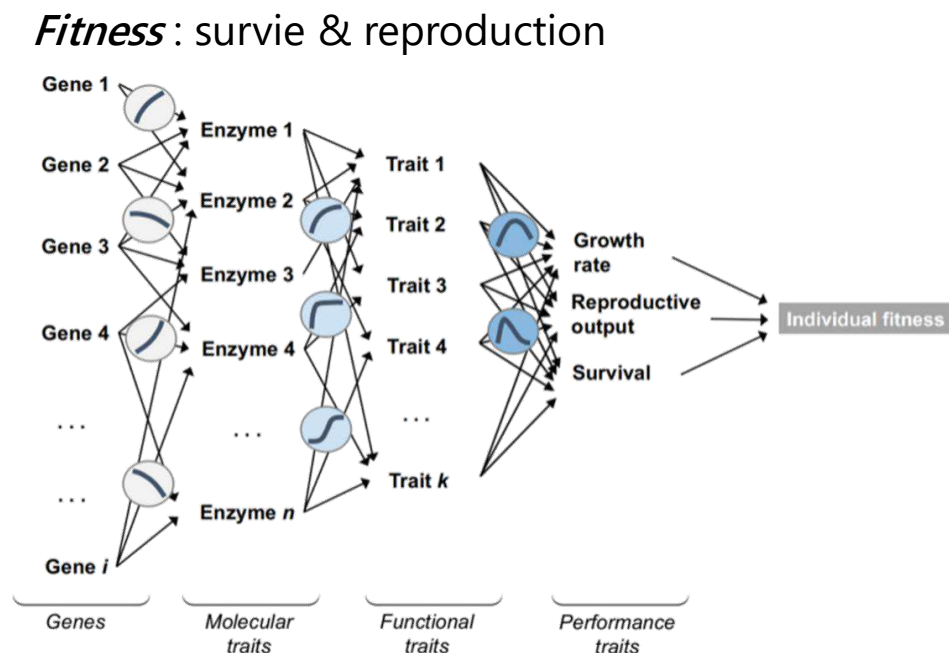 Fitness : survie & reproduction
Gene 1
Gene 2
Gene 3
Gene 4
...
...
Gene i
Enzyme 1
Enzyme 2
Enzyme 3
Enzyme 4
...
Enzyme n
Trait 1
Trait 2
Trait 3
Trait 4
...
Trait k
Growth
rate
Reproductive
output
Survival
Individual fitness
Genes
Molecular
traits
Functional
traits
Performance
traits